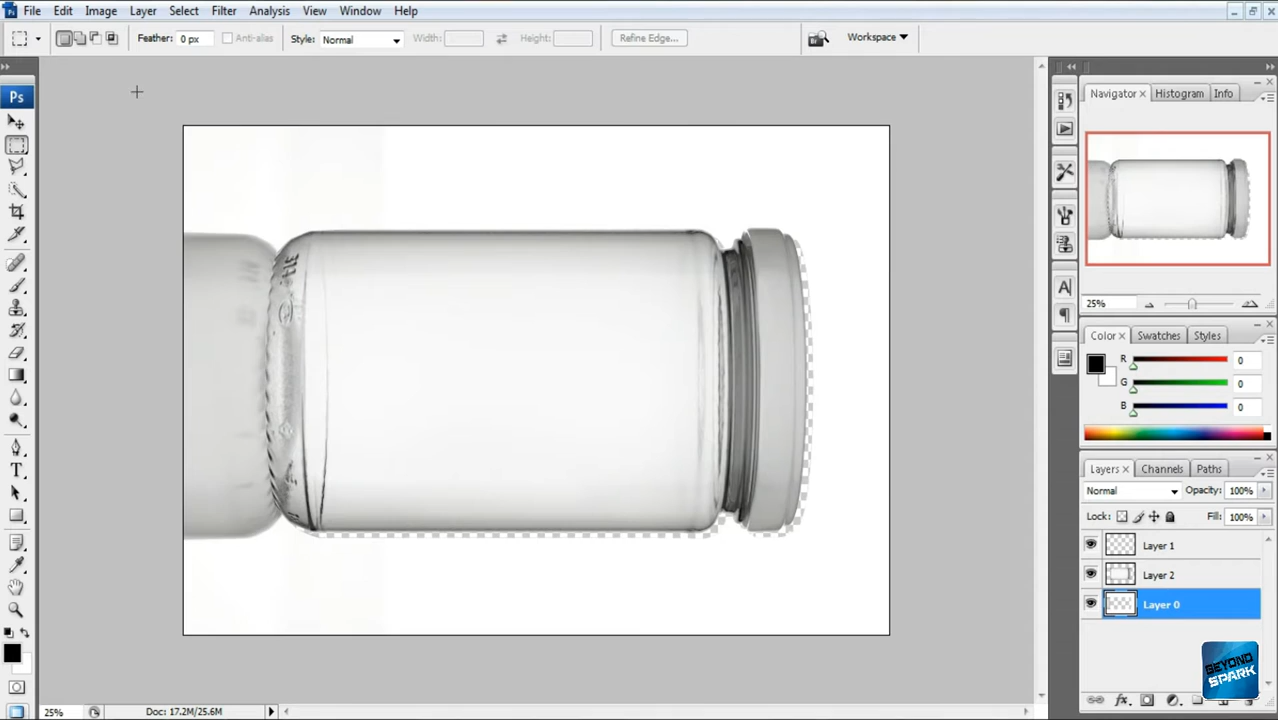 Ps File Edit Image Layer Select Filter Analysis View Window Help
Feather: 0 px Anti-alias Style: Normal Width: Height: Refine Edge... Workspace
Ps
Navigator Histogram Info
25%
Color Swatches Styles
R 0
G 0
B 0
Layers Channels Paths
Normal Opacity: 100%
Lock: Fill: 100%
Layer 1
Layer 2
Layer 0
BEYOND
SPARK
25% Doc: 17.2M/25.6M